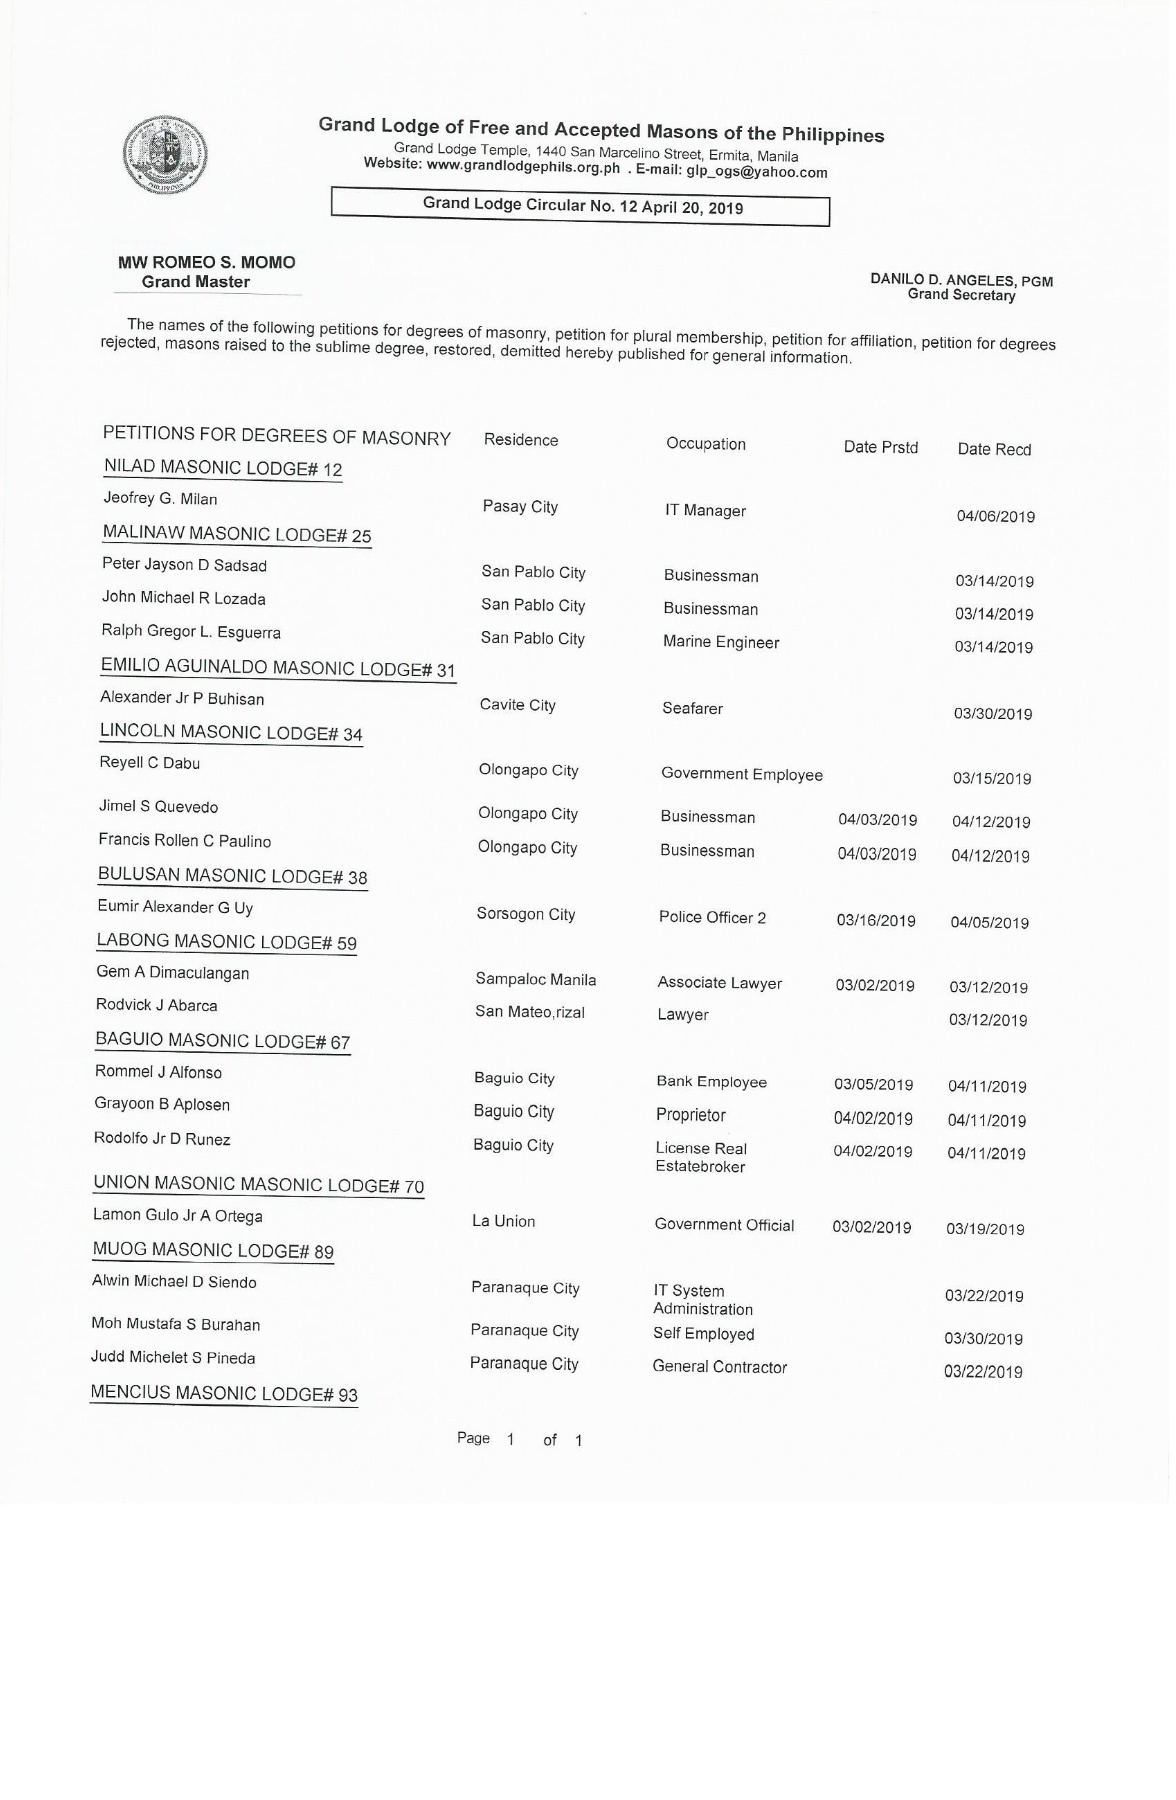 Grand Lodge of Free and Accepted Masons of the Philippines
Grand Lodge Temple, 1440 San Marcelino Street, Ermita, Manila
Website: www.grandlodgephils.org.ph . E-mail: glp_ogs@yahoo.com
Grand Lodge Circular No. 12 April 20, 2019
MW ROMEO S. MOMO
Grand Master
DANILO D. ANGELES, PGM
Grand Secretary
The names of the following petitions for degrees of masonry, petition for plural membership, petition for affiliation, petition for degrees
rejected, masons raised to the sublime degree, restored, demitted hereby published for general information.
PETITIONS FOR DEGREES OF MASONRY Residence Occupation Date Prstd Date Recd
NILAD MASONIC LODGE# 12
Jeofrey G. Milan Pasay City IT Manager 04/06/2019
MALINAW MASONIC LODGE# 25
Peter Jayson D Sadsad San Pablo City Businessman 03/14/2019
John Michael R Lozada San Pablo City Businessman 03/14/2019
Ralph Gregor L. Esguerra San Pablo City Marine Engineer 03/14/2019
EMILIO AGUINALDO MASONIC LODGE# 31
Alexander Jr P Buhisan Cavite City Seafarer 03/30/2019
LINCOLN MASONIC LODGE# 34
Reyell C Dabu Olongapo City Government Employee 03/15/2019
Jimel S Quevedo Olongapo City Businessman 04/03/2019 04/12/2019
Francis Rollen C Paulino Olongapo City Businessman 04/03/2019 04/12/2019
BULUSAN MASONIC LODGE# 38
Eumir Alexander G Uy Sorsogon City Police Officer 2 03/16/2019 04/05/2019
LABONG MASONIC LODGE# 59
Gem A Dimaculangan Sampaloc Manila Associate Lawyer 03/02/2019 03/12/2019
Rodvick J Abarca San Mateo,rizal Lawyer 03/12/2019
BAGUIO MASONIC LODGE# 67
Rommel J Alfonso Baguio City Bank Employee 03/05/2019 04/11/2019
Grayoon B Aplosen Baguio City Proprietor 04/02/2019 04/11/2019
Rodolfo Jr D Runez Baguio City License Real 04/02/2019 04/11/2019
Estatebroker
UNION MASONIC MASONIC LODGE# 70
Lamon Gulo Jr A Ortega La Union Government Official 03/02/2019 03/19/2019
MUOG MASONIC LODGE# 89
Alwin Michael D Siendo Paranaque City IT System 03/22/2019
Administration
Moh Mustafa S Burahan Paranaque City Self Employed 03/30/2019
Judd Michelet S Pineda Paranaque City General Contractor 03/22/2019
MENCIUS MASONIC LODGE# 93
Page 1 of 1